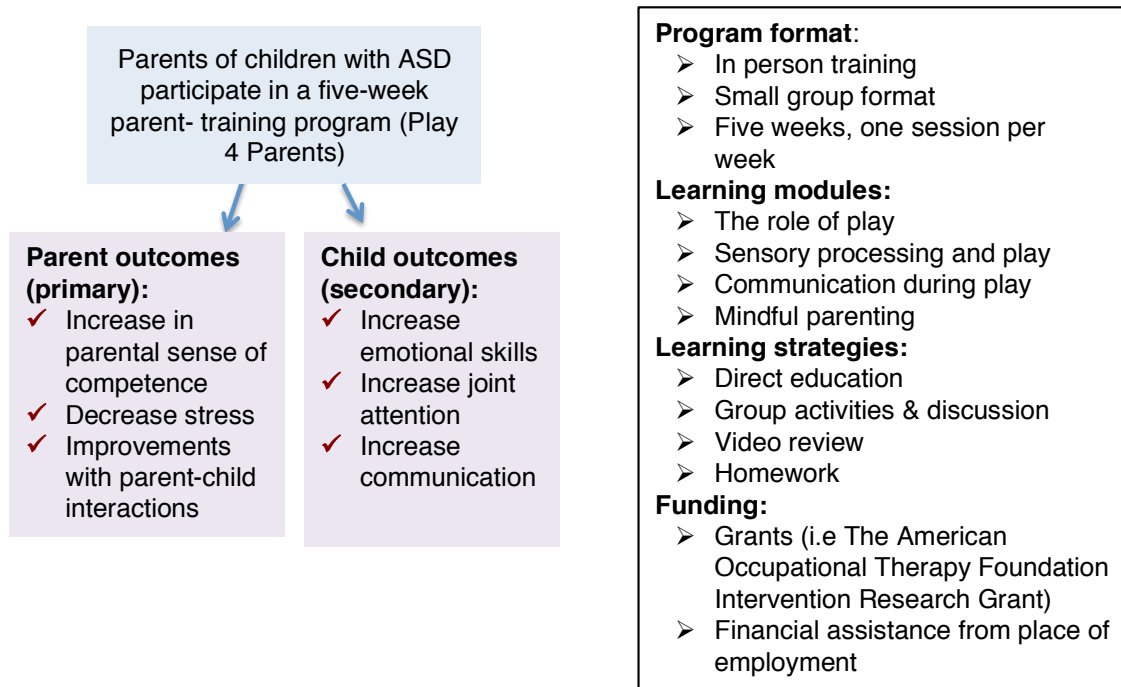 Parents of children with ASD
participate in a five-week
parent- training program (Play
4 Parents)
Parent outcomes
(primary):
✓ Increase in
parental sense of
competence
✓ Decrease stress
✓ Improvements
with parent-child
interactions
Child outcomes
(secondary):
✓ Increase
emotional skills
✓ Increase joint
attention
✓ Increase
communication
Program format:
➢ In person training
➢ Small group format
➢ Five weeks, one session per
week
Learning modules:
➢ The role of play
➢ Sensory processing and play
➢ Communication during play
➢ Mindful parenting
Learning strategies:
➢ Direct education
➢ Group activities & discussion
➢ Video review
➢ Homework
Funding:
➢ Grants (i.e The American
Occupational Therapy Foundation
Intervention Research Grant)
➢ Financial assistance from place of
employment